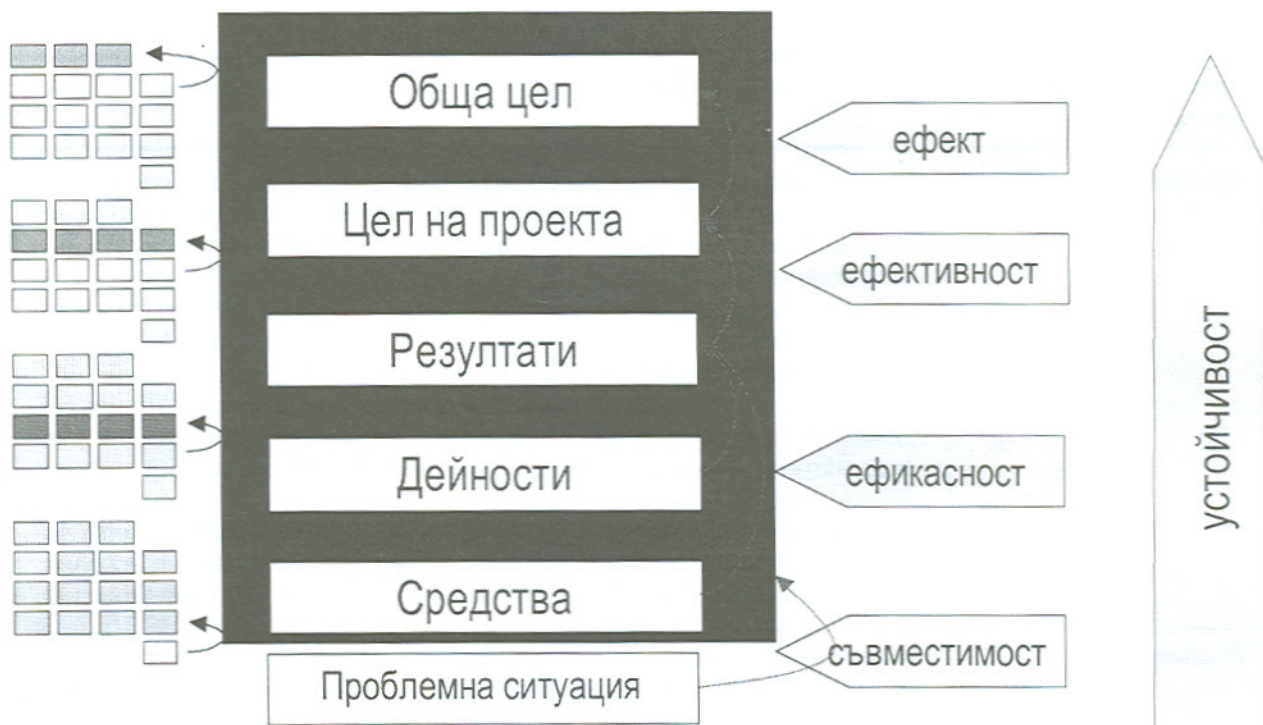 Обща цел
ефект
Цел на проекта
ефективност
Резултати
Дейности
ефикасност
Средства
съвместимост
Проблемна ситуация
устойчивост